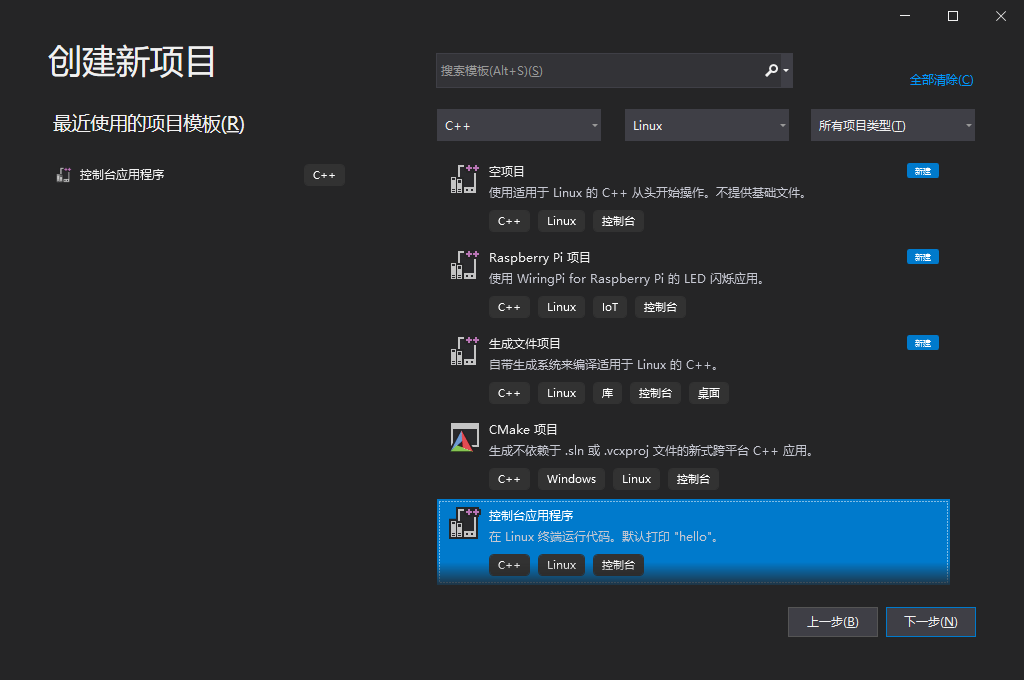 创建新项目
最近使用的项目模板(R)
控制台应用程序 C++
搜索模板(Alt+S)(S)
全部清除(C)
C++ Linux 所有项目类型(T)
空项目 新建
使用适用于 Linux 的 C++ 从头开始操作。不提供基础文件。
C++ Linux 控制台
Raspberry Pi 项目 新建
使用 WiringPi for Raspberry Pi 的 LED 闪烁应用。
C++ Linux IoT 控制台
生成文件项目 新建
自带生成系统来编译适用于 Linux 的 C++。
C++ Linux 库 控制台 桌面
CMake 项目
生成不依赖于 .sln 或 .vcxproj 文件的新式跨平台 C++ 应用。
C++ Windows Linux 控制台
控制台应用程序
在 Linux 终端运行代码。默认打印 "hello"。
C++ Linux 控制台
上一步(B) 下一步(N)